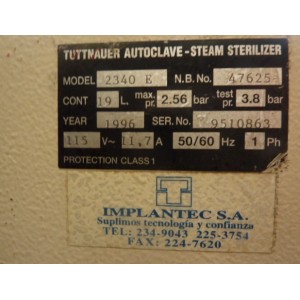 TUTTNAUER AUTOCLAVE-STEAM STERILIZER
MODEL 2340 E N.B. No. 47625
CONT 19 L. max. pr. 2.56 bar test pr. 3.8 bar
YEAR 1996 SER. No. 9510863
115 V~ 11,7 A 50/60 Hz 1 Ph
PROTECTION CLASS 1
IMPLANTEC S.A.
Suplimos tecnología y confianza
TEL: 234-9043 225-3754
FAX: 224-7620